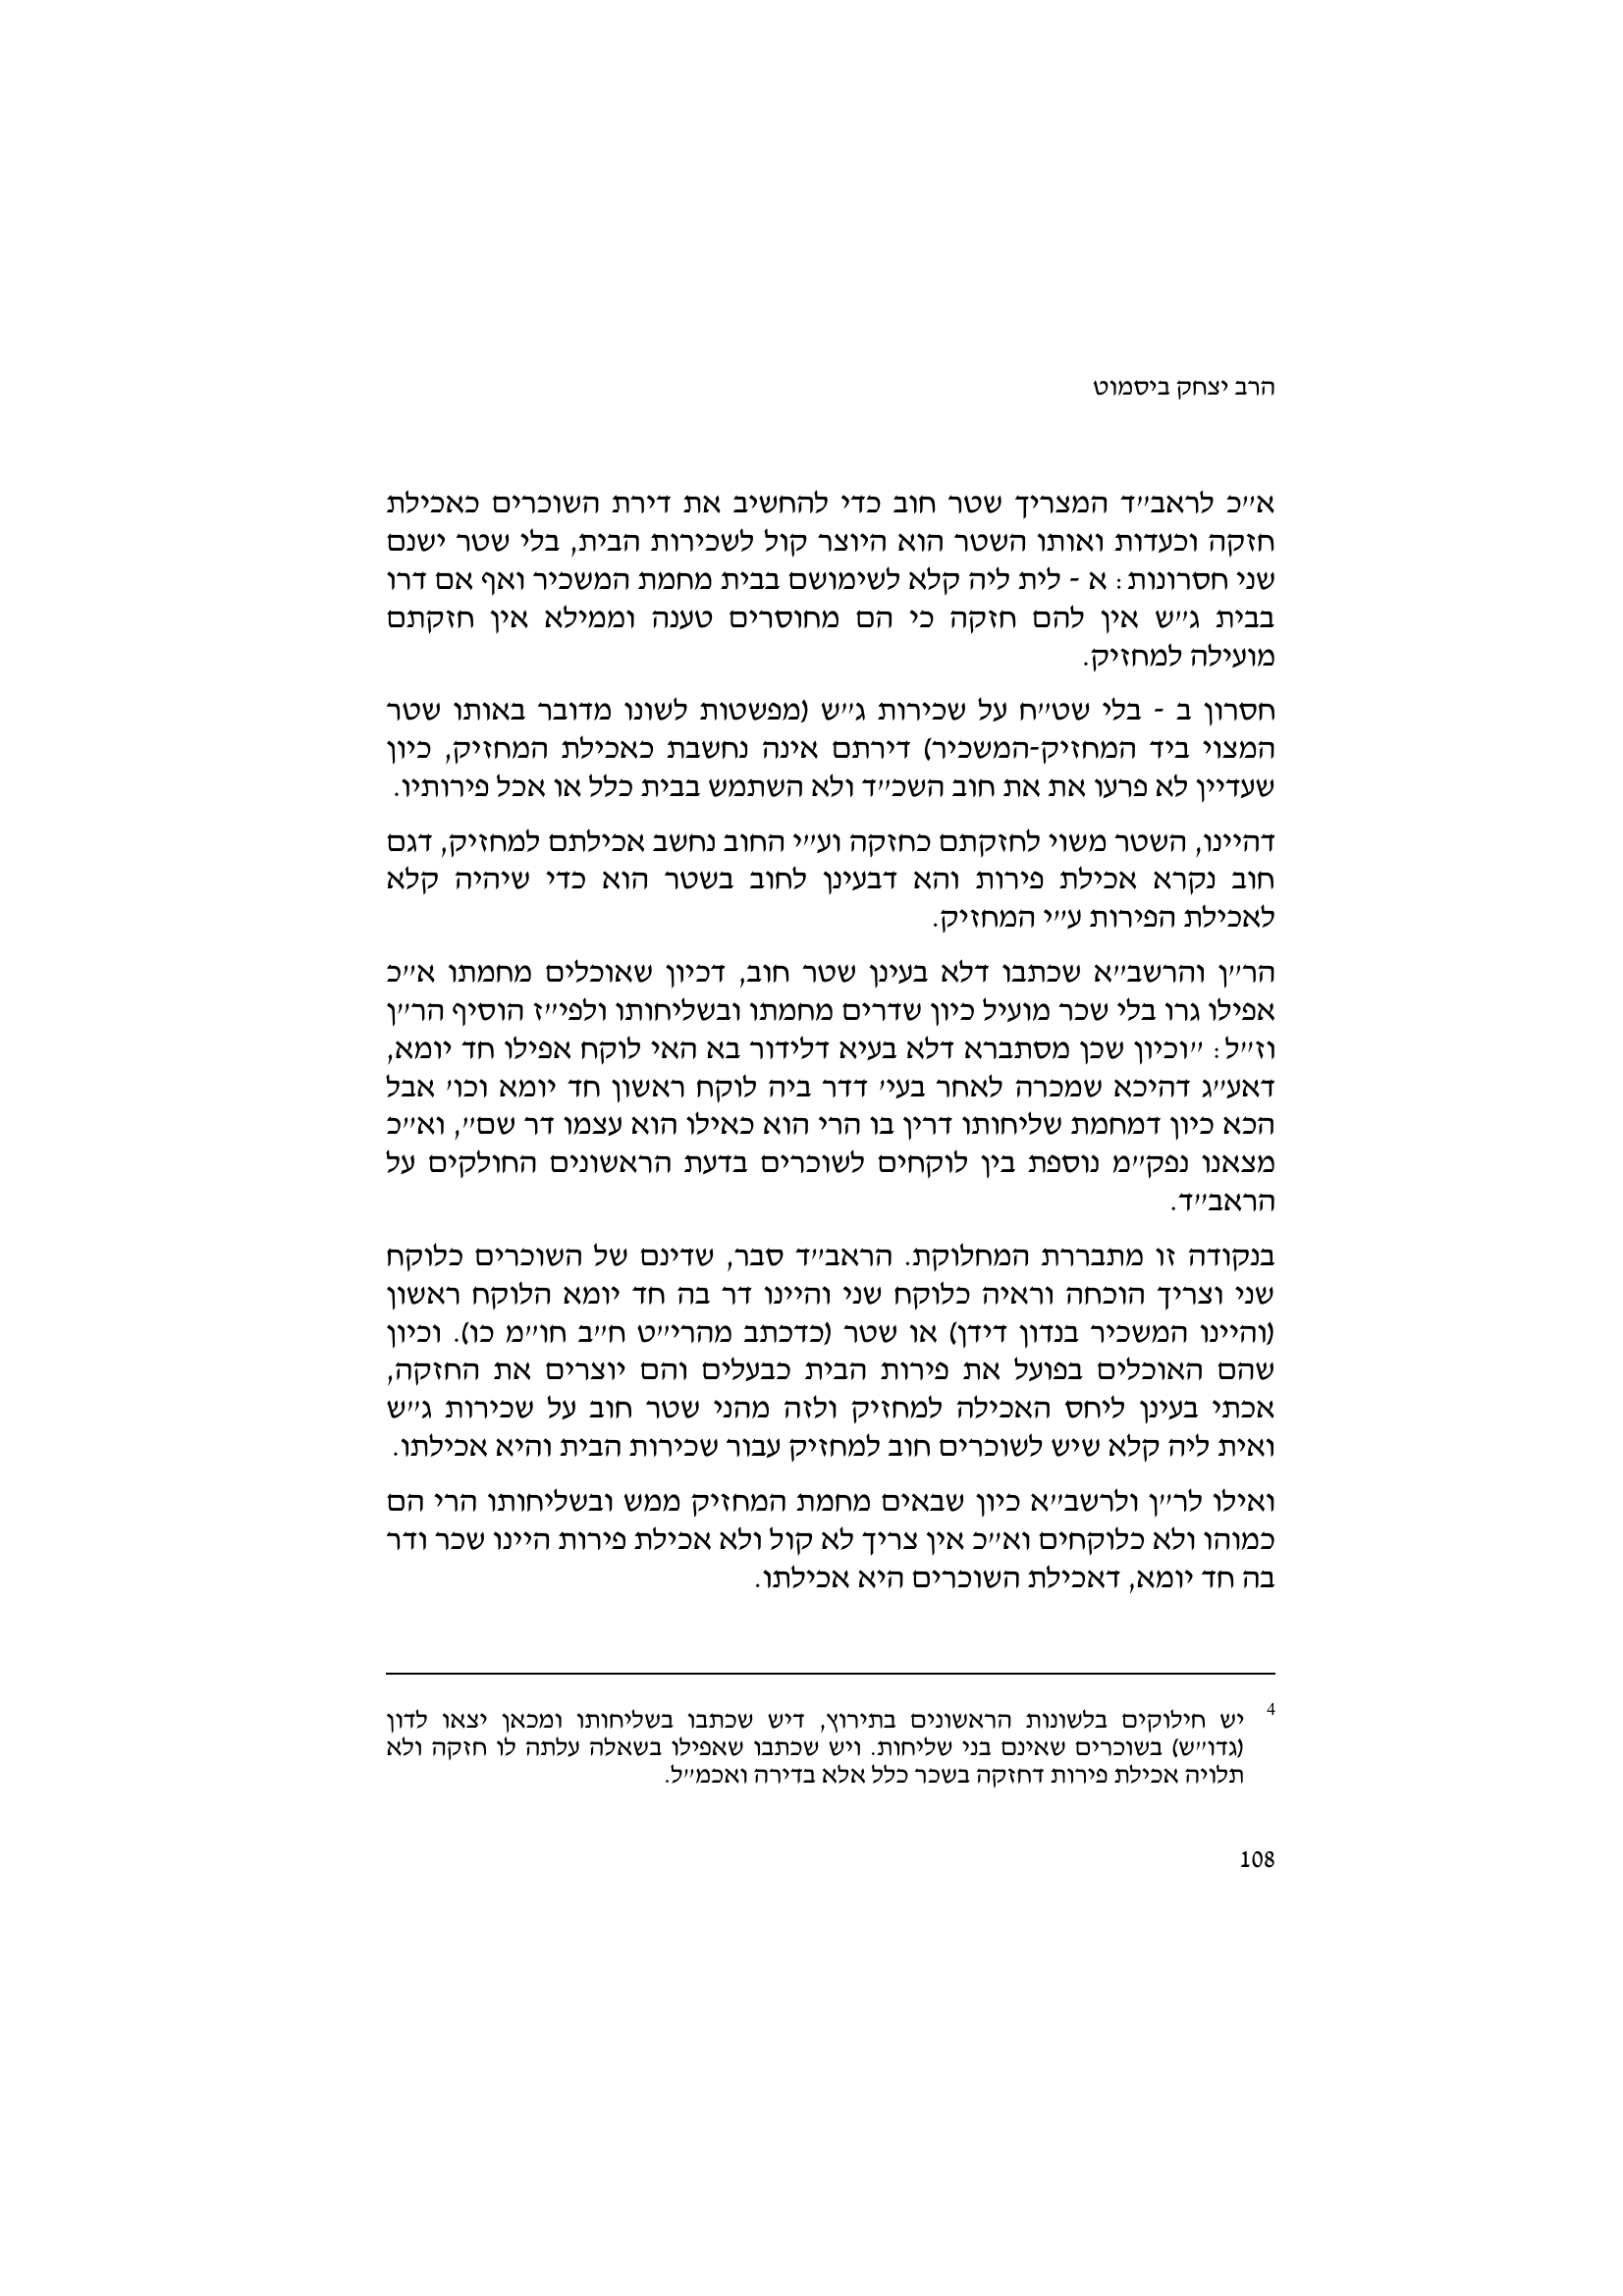 הרב יצחק ביסמוט
א״כ לראב״ד המצריך שטר חוב כדי להחשיב את דירת השוכרים כאכילת
חזקה וכעדות ואותו השטר הוא היוצר קול לשכירות הבית, בלי שטר ישנם
שני חסרונות: א - לית ליה קלא לשימושם בבית מחמת המשכיר ואף אם דרו
בבית ג״ש אין להם חזקה כי הם מחוסרים טענה וממילא אין חזקתם
מועילה למחזיק.
חסרון ב - בלי שט״ח על שכירות ג״ש (מפשטות לשונו מדובר באותו שטר
המצוי ביד המחזיק-המשכיר) דירתם אינה נחשבת כאכילת המחזיק, כיון
שעדיין לא פרעו את את חוב השכ״ד ולא השתמש בבית כלל או אכל פירותיו.
דהיינו, השטר משוי לחזקתם כחזקה וע״י החוב נחשב אכילתם למחזיק, דגם
חוב נקרא אכילת פירות והא דבעינן לחוב בשטר הוא כדי שיהיה קלא
לאכילת הפירות ע״י המחזיק.
הר״ן והרשב״א שכתבו דלא בעינן שטר חוב, דכיון שאוכלים מחמתו א״כ
אפילו גרו בלי שכר מועיל כיון שדרים מחמתו ובשליחותו ולפי״ז הוסיף הר״ן
וז״ל: ״וכיון שכן מסתברא דלא בעיא דלידור בא האי לוקח אפילו חד יומא,
דאע״ג דהיכא שמכרה לאחר בעי׳ דדר ביה לוקח ראשון חד יומא וכו׳ אבל
הכא כיון דמחמת שליחותו דרין בו הרי הוא כאילו הוא עצמו דר שם״, וא״כ
מצאנו נפק״מ נוספת בין לוקחים לשוכרים בדעת הראשונים החולקים על
הראב״ד.
בנקודה זו מתבררת המחלוקת. הראב״ד סבר, שדינם של השוכרים כלוקח
שני וצריך הוכחה וראיה כלוקח שני והיינו דר בה חד יומא הלוקח ראשון
(והיינו המשכיר בנדון דידן) או שטר (כדכתב מהרי״ט ח״ב חו״מ כו). וכיון
שהם האוכלים בפועל את פירות הבית כבעלים והם יוצרים את החזקה,
אכתי בעינן ליחס האכילה למחזיק ולזה מהני שטר חוב על שכירות ג״ש
ואית ליה קלא שיש לשוכרים חוב למחזיק עבור שכירות הבית והיא אכילתו.
ואילו לר״ן ולרשב״א כיון שבאים מחמת המחזיק ממש ובשליחותו הרי הם
כמוהו ולא כלוקחים וא״כ אין צריך לא קול ולא אכילת פירות היינו שכר ודר
בה חד יומא, דאכילת השוכרים היא אכילתו.
4 יש חילוקים בלשונות הראשונים בתירוץ, דיש שכתבו בשליחותו ומכאן יצאו לדון
(גדו״ש) בשוכרים שאינם בני שליחות. ויש שכתבו שאפילו בשאלה עלתה לו חזקה ולא
תלויה אכילת פירות דחזקה בשכר כלל אלא בדירה ואכמ״ל.
108